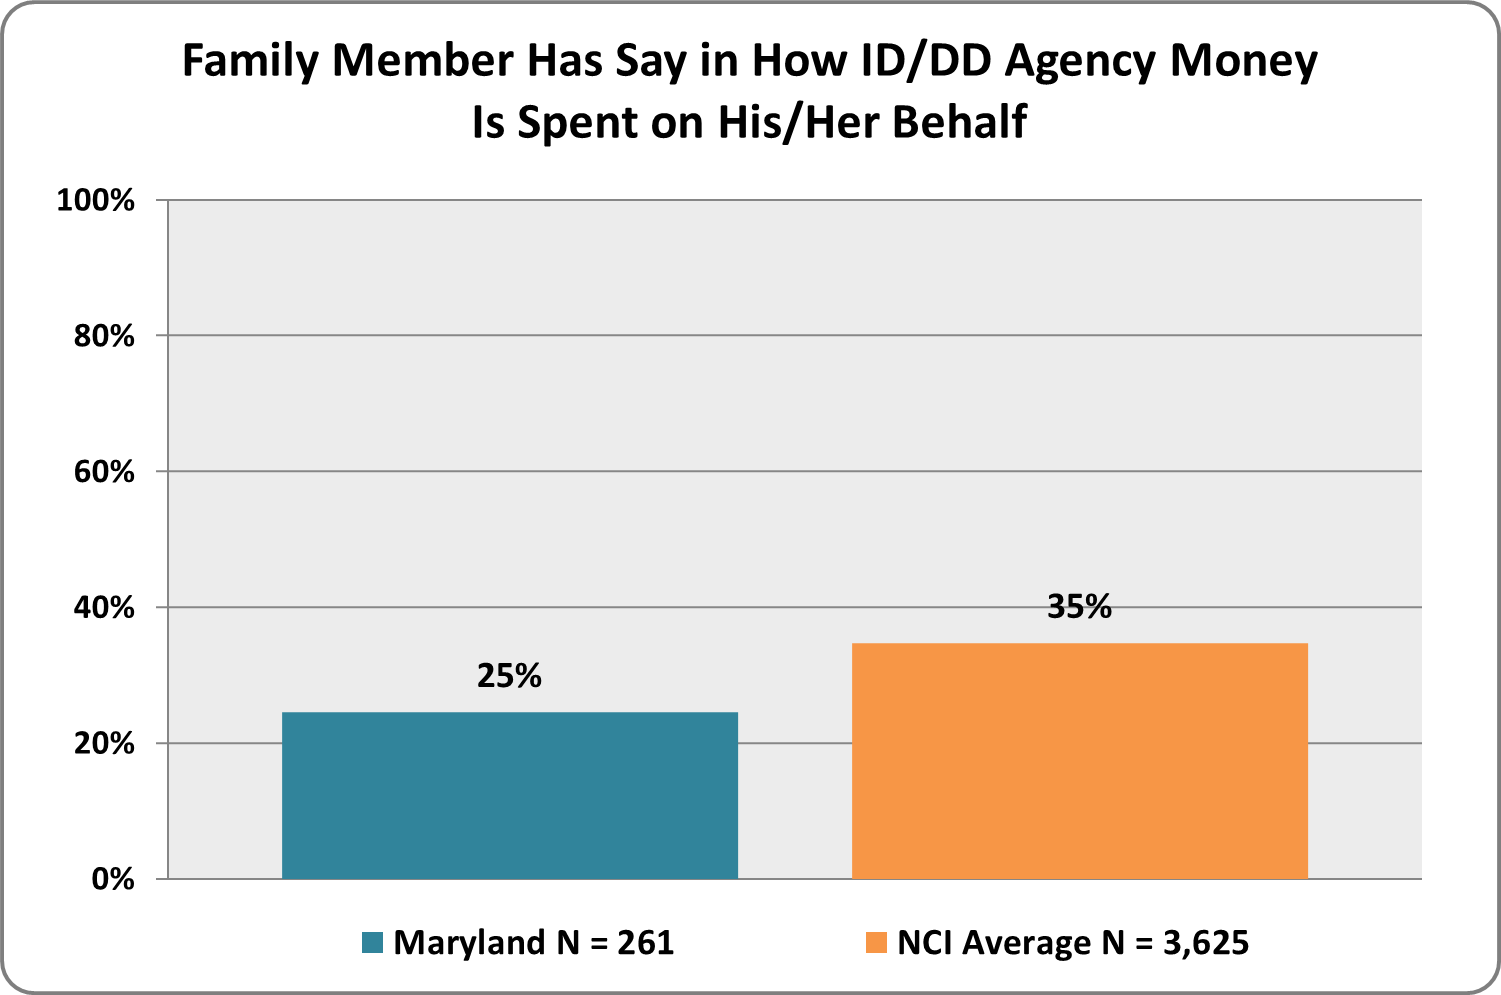 Family Member Has Say in How ID/DD Agency Money
Is Spent on His/Her Behalf
100%
80%
60%
40%
20%
0%
25%
35%
Maryland N = 261
NCI Average N = 3,625